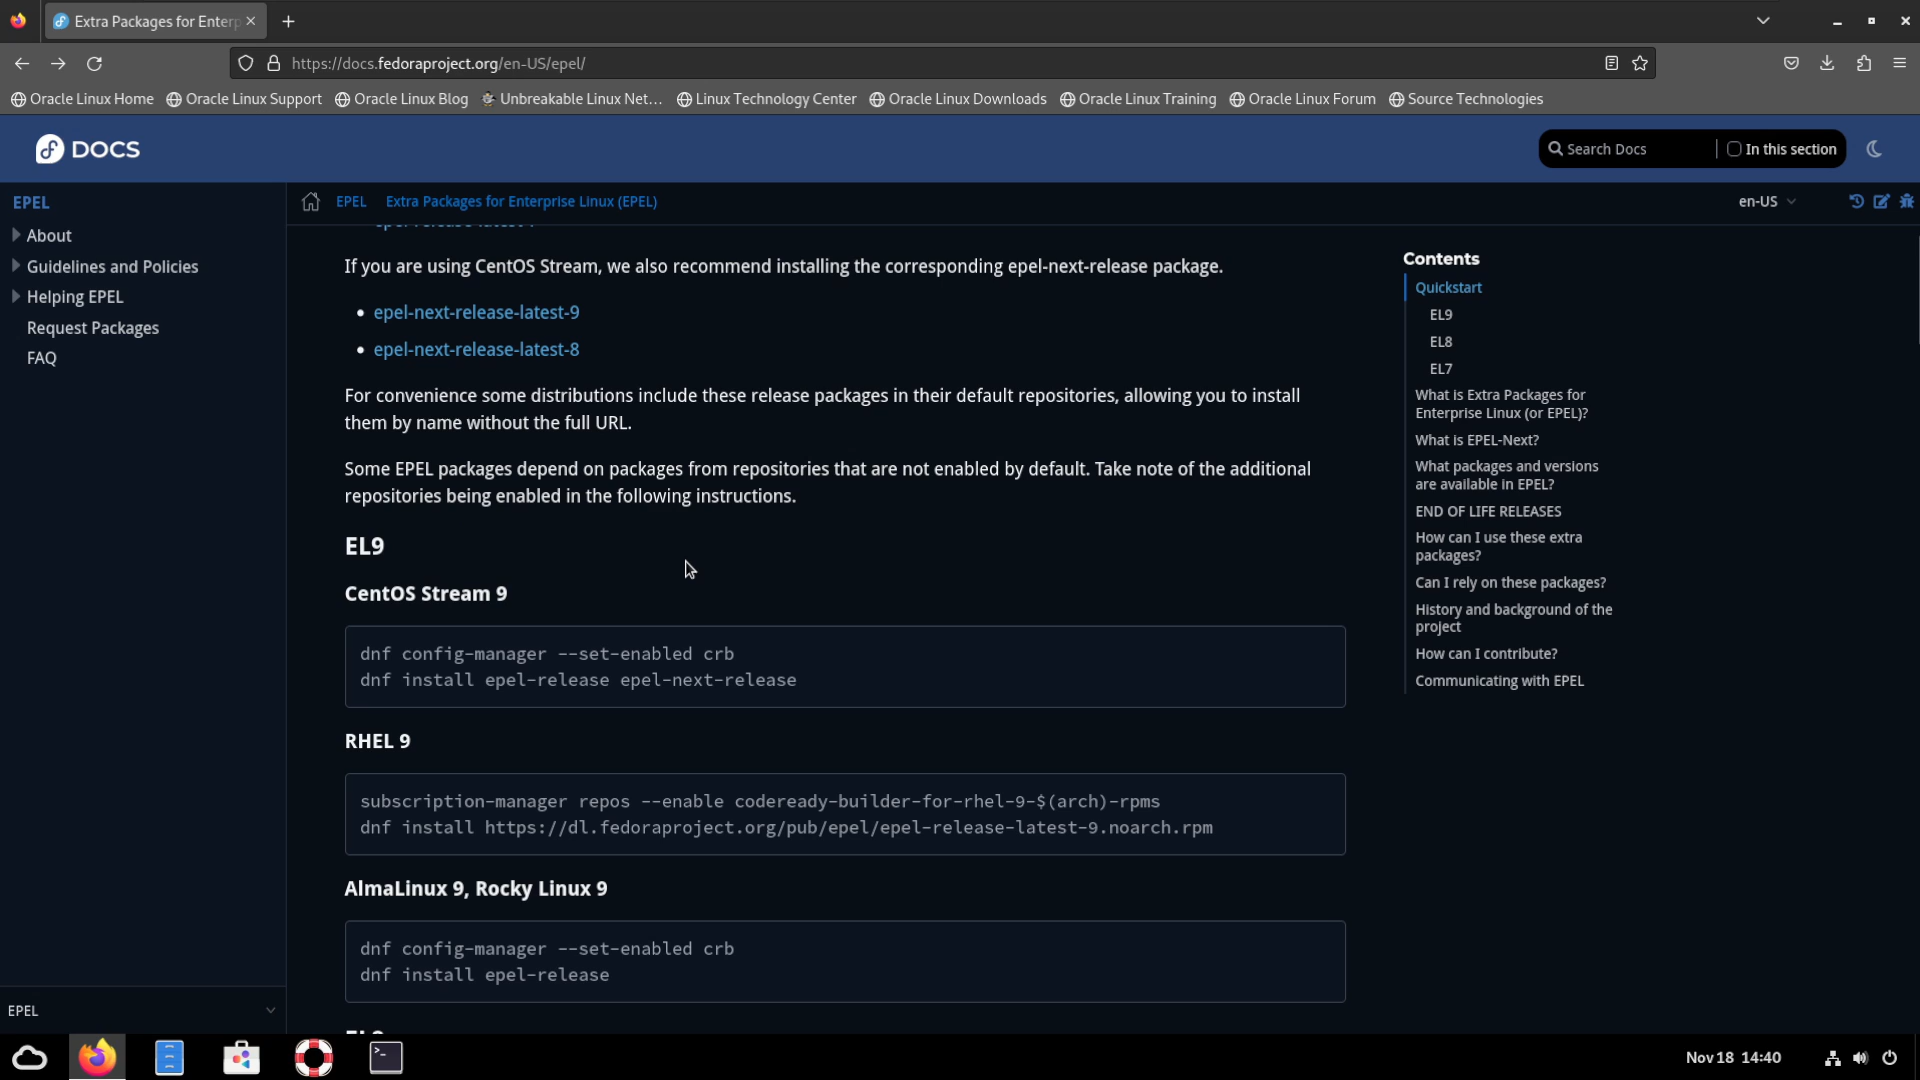 Extra Packages for Enterp
https://docs.fedoraproject.org/en-US/epel/
Oracle Linux Home
Oracle Linux Support
Oracle Linux Blog
Unbreakable Linux Net...
Linux Technology Center
Oracle Linux Downloads
Oracle Linux Training
Oracle Linux Forum
Source Technologies
DOCS
Search Docs
In this section
EPEL
About
Guidelines and Policies
Helping EPEL
Request Packages
FAQ
EPEL
EPEL
Extra Packages for Enterprise Linux (EPEL)
en-US
If you are using CentOS Stream, we also recommend installing the corresponding epel-next-release package.
epel-next-release-latest-9
epel-next-release-latest-8
For convenience some distributions include these release packages in their default repositories, allowing you to install
them by name without the full URL.
Some EPEL packages depend on packages from repositories that are not enabled by default. Take note of the additional
repositories being enabled in the following instructions.
EL9
CentOS Stream 9
dnf config-manager --set-enabled crb
dnf install epel-release epel-next-release
RHEL 9
subscription-manager repos --enable codeready-builder-for-rhel-9-$(arch)-rpms
dnf install https://dl.fedoraproject.org/pub/epel/epel-release-latest-9.noarch.rpm
AlmaLinux 9, Rocky Linux 9
dnf config-manager --set-enabled crb
dnf install epel-release
Contents
Quickstart
EL9
EL8
EL7
What is Extra Packages for
Enterprise Linux (or EPEL)?
What is EPEL-Next?
What packages and versions
are available in EPEL?
END OF LIFE RELEASES
How can I use these extra
packages?
Can I rely on these packages?
History and background of the
project
How can I contribute?
Communicating with EPEL
Nov 18 14:40